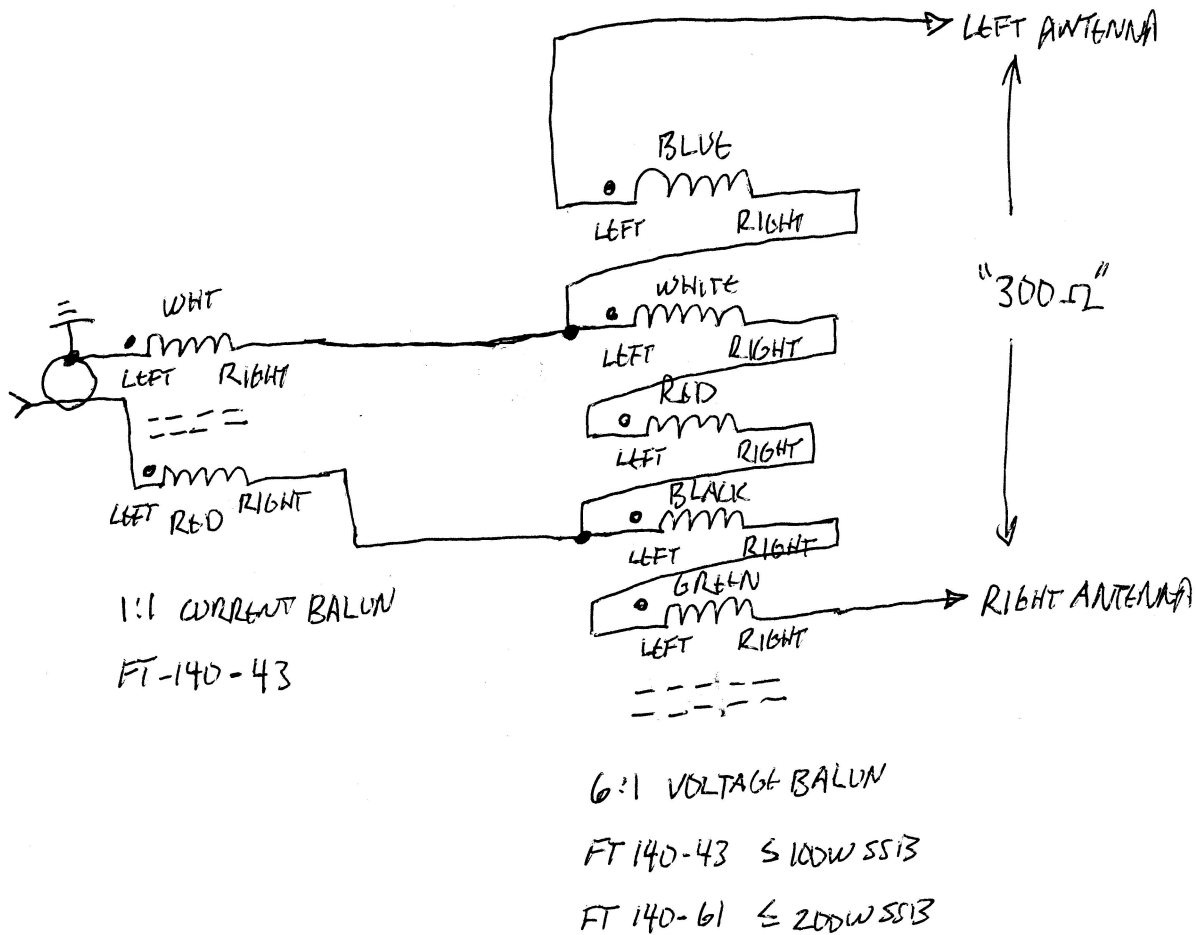 LEFT ANTENNA
BLUE
LEFT RIGHT
"300Ω"
WHT
WHITE
LEFT RIGHT
LEFT RIGHT
RED
LEFT RIGHT
LEFT RED RIGHT
BLACK
LEFT RIGHT
GREEN
LEFT RIGHT
RIGHT ANTENNA
1:1 CURRENT BALUN
FT-140-43
6:1 VOLTAGE BALUN
FT 140-43 ≤ 100W SSB
FT 140-61 ≤ 200W SSB